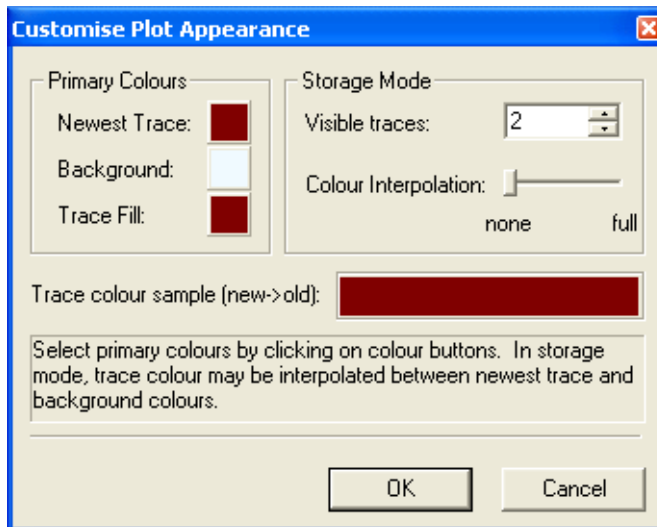 Customise Plot Appearance
Primary Colours
Newest Trace:
Background:
Trace Fill:
Storage Mode
Visible traces: 2
Colour Interpolation:
none full
Trace colour sample (new->old):
Select primary colours by clicking on colour buttons.  In storage
mode, trace colour may be interpolated between newest trace and
background colours.
OK Cancel